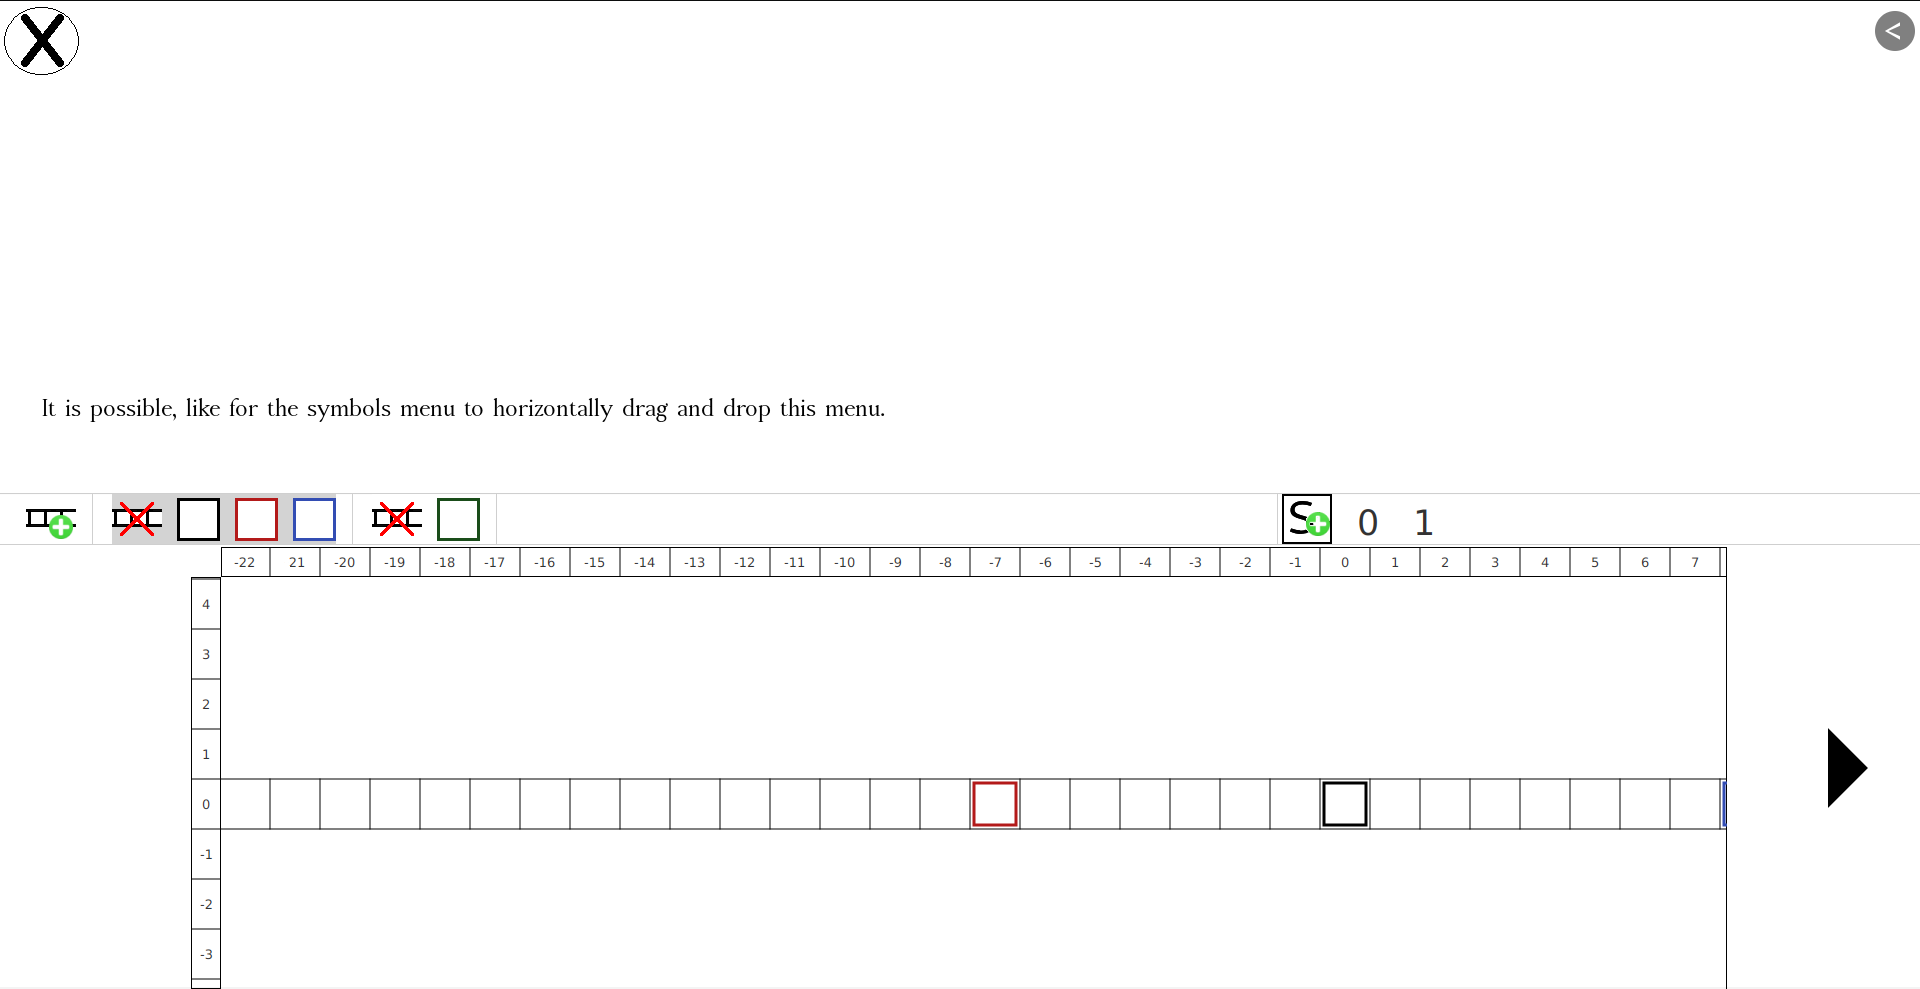 X
<
It is possible, like for the symbols menu to horizontally drag and drop this menu.
S 0 1
-22 21 -20 -19 -18 -17 -16 -15 -14 -13 -12 -11 -10 -9 -8 -7 -6 -5 -4 -3 -2 -1 0 1 2 3 4 5 6 7
4
3
2
1
0
-1
-2
-3